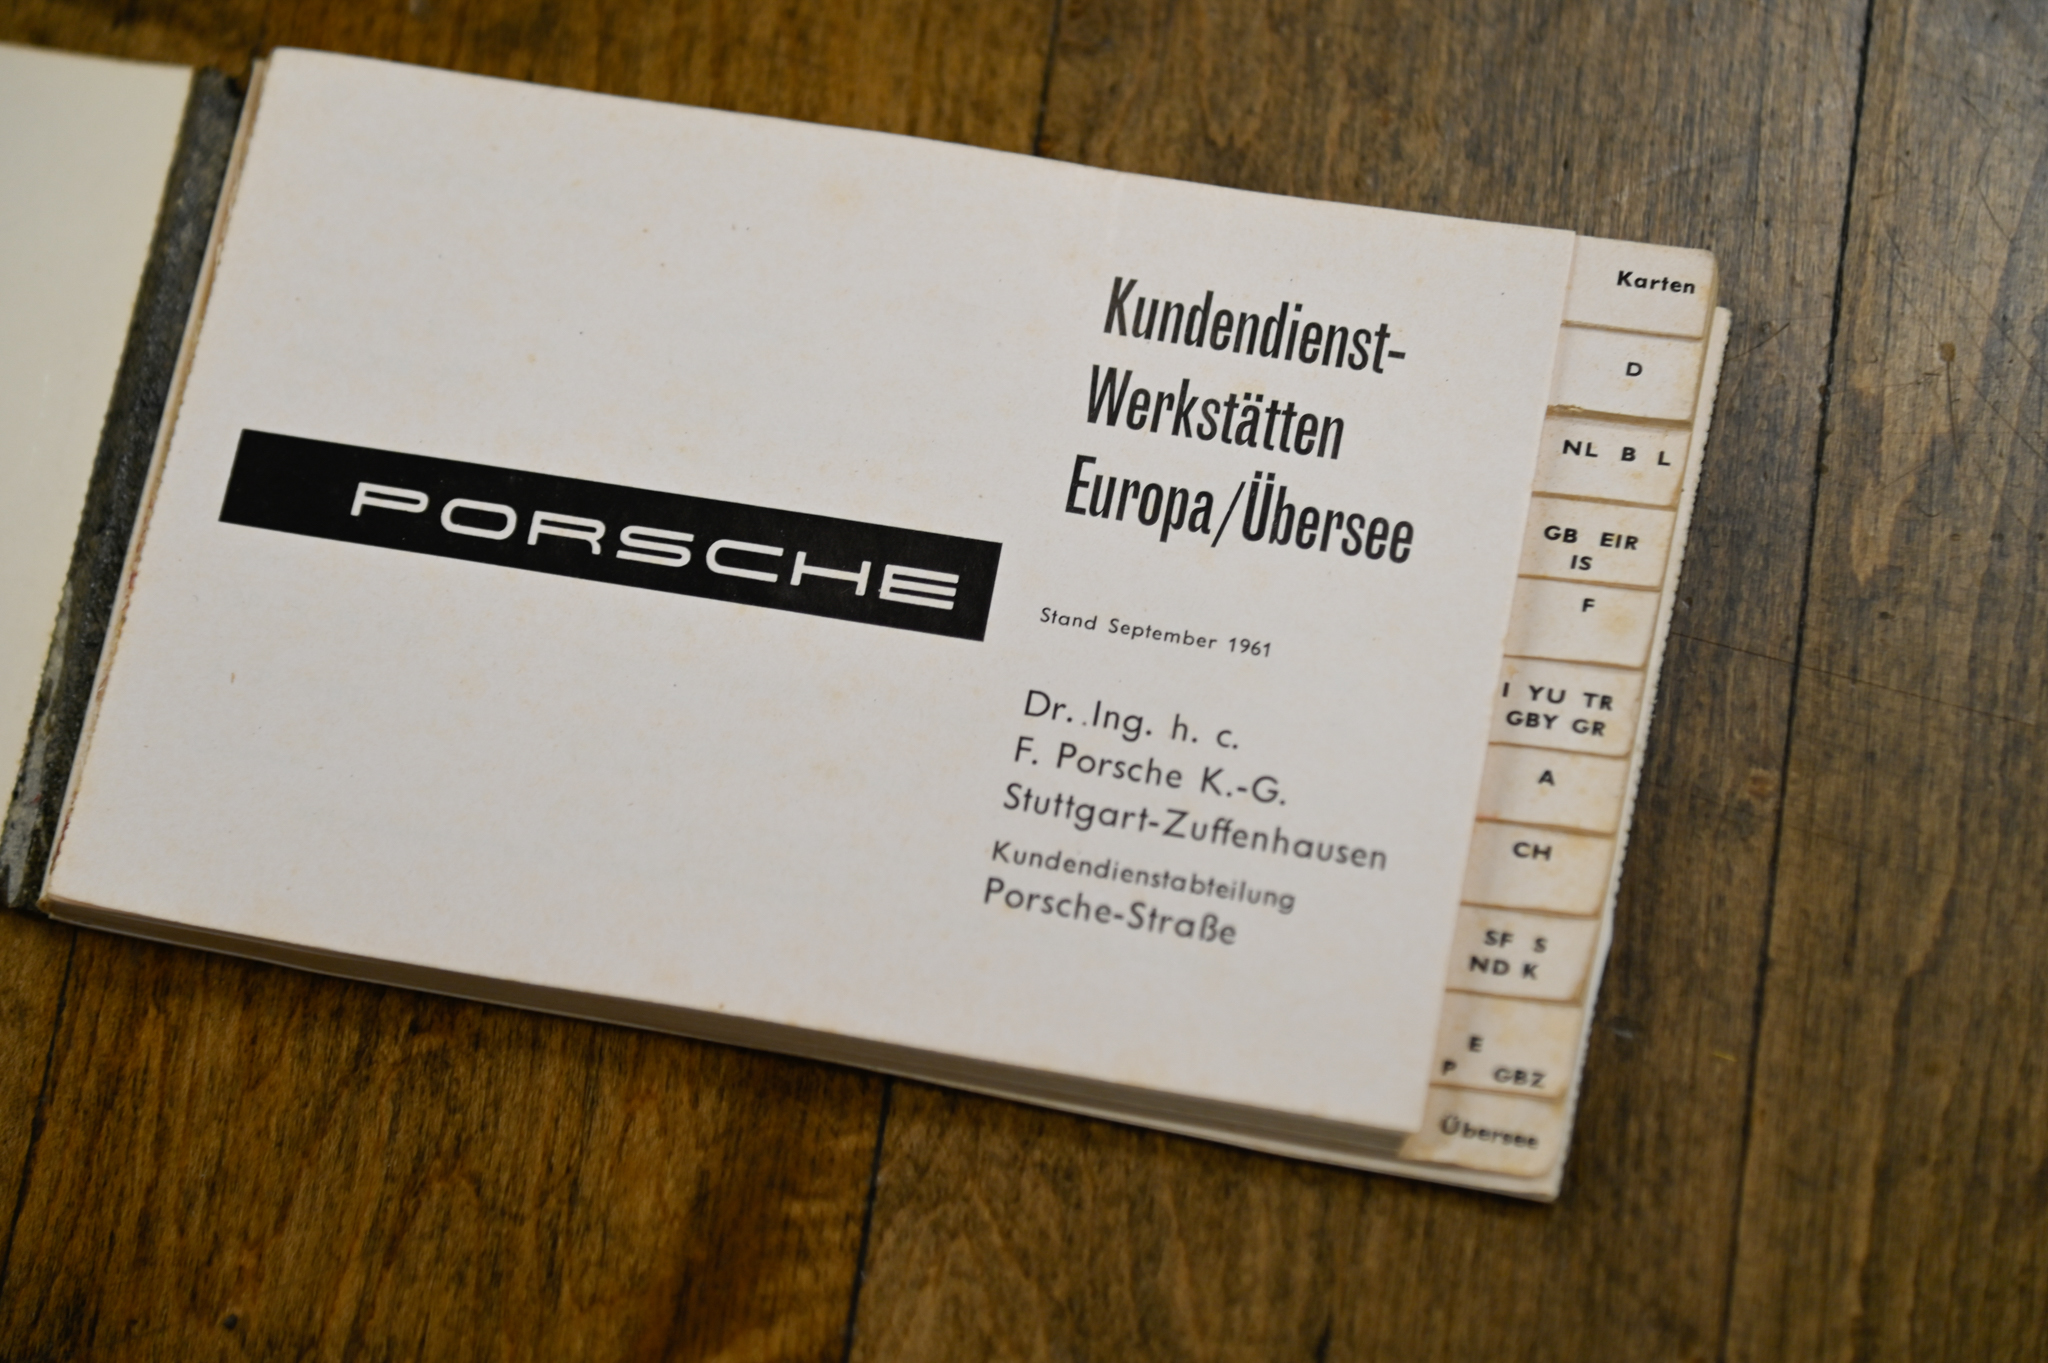 PORSCHE
Kundendienst-
Werkstätten
Europa/Übersee
Stand September 1961
Dr. Ing. h. c.
F. Porsche K.-G.
Stuttgart-Zuffenhausen
Kundendienstabteilung
Porsche-Straße
Karten
D
NL B L
GB EIR
IS
F
I YU TR
GBY GR
A
CH
SF S
ND K
E
P GBZ
Übersee